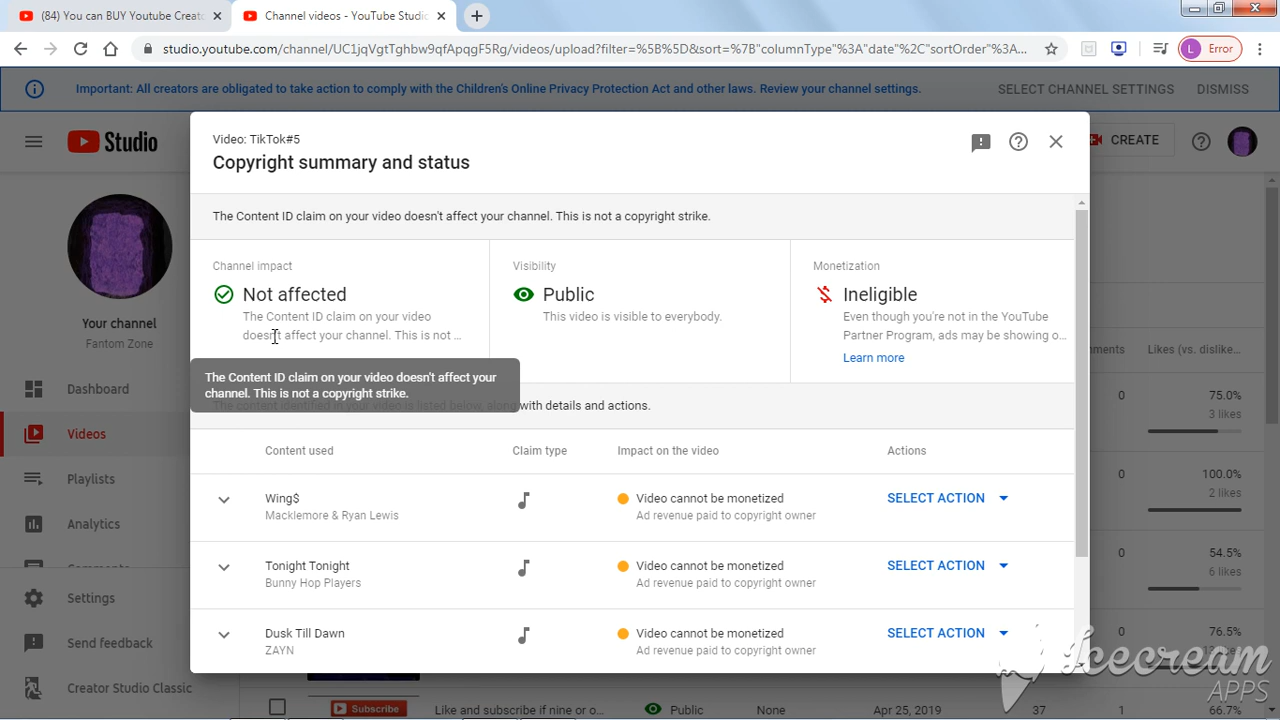 (84) You can BUY Youtube Creato
Channel videos - YouTube Studio
studio.youtube.com/channel/UC1jqVgtTghbw9qfApqgF5Rg/videos/upload?filter=%5B%5D&sort=%7B"columnType"%3A"date"%2C"sortOrder"%3A...
L Error
Important: All creators are obligated to take action to comply with the Children's Online Privacy Protection Act and other laws. Review your channel settings.
SELECT CHANNEL SETTINGS
DISMISS
Studio
CREATE
Video: TikTok#5
Copyright summary and status
The Content ID claim on your video doesn't affect your channel. This is not a copyright strike.
Channel impact
Not affected
The Content ID claim on your video
doesn't affect your channel. This is not ...
Visibility
Public
This video is visible to everybody.
Monetization
Ineligible
Even though you're not in the YouTube
Partner Program, ads may be showing o...
Learn more
The Content ID claim on your video doesn't affect your
channel. This is not a copyright strike.
The content identified in your video is listed below, along with details and actions.
Content used
Claim type
Impact on the video
Actions
Wing$
Macklemore & Ryan Lewis
Video cannot be monetized
Ad revenue paid to copyright owner
SELECT ACTION
Tonight Tonight
Bunny Hop Players
Video cannot be monetized
Ad revenue paid to copyright owner
SELECT ACTION
Dusk Till Dawn
ZAYN
Video cannot be monetized
Ad revenue paid to copyright owner
SELECT ACTION
Your channel
Fantom Zone
Dashboard
Videos
Playlists
Analytics
Settings
Send feedback
Creator Studio Classic
mments
Likes (vs. dislike...
0
75.0%
3 likes
0
100.0%
2 likes
0
54.5%
6 likes
0
76.5%
Subscribe
Like and subscribe if nine or o...
Public
None
Apr 25, 2019
37
1
66.7%
Icecream
APPS